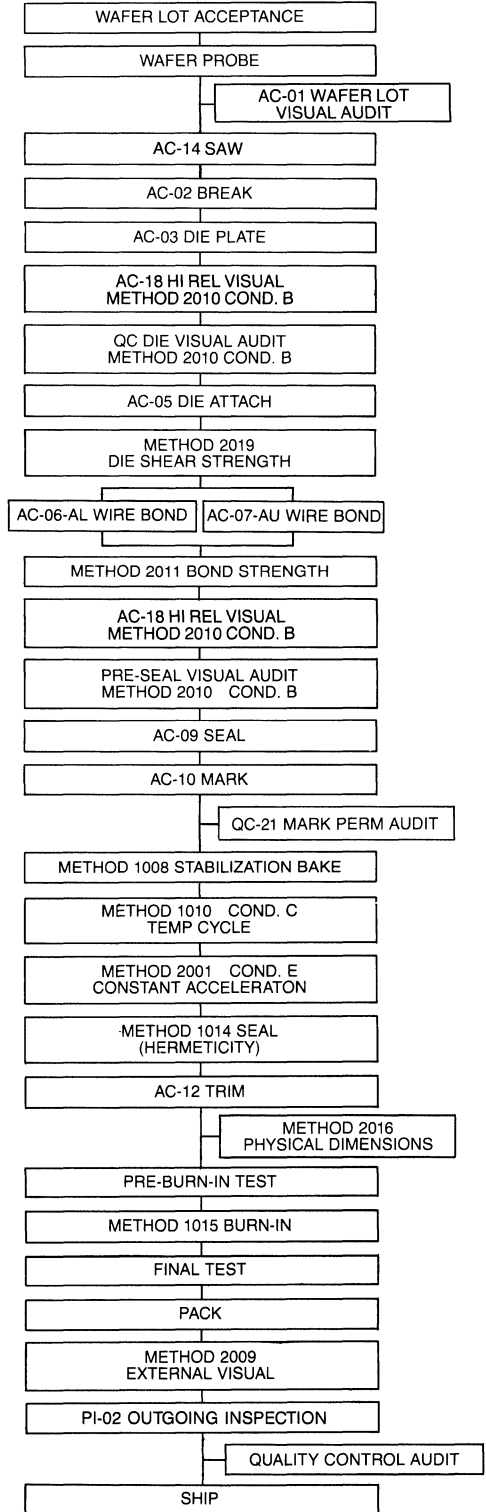 WAFER LOT ACCEPTANCE
WAFER PROBE
AC-01 WAFER LOT
VISUAL AUDIT
AC-14 SAW
AC-02 BREAK
AC-03 DIE PLATE
AC-18 HI REL VISUAL
METHOD 2010 COND. B
QC DIE VISUAL AUDIT
METHOD 2010 COND. B
AC-05 DIE ATTACH
METHOD 2019
DIE SHEAR STRENGTH
AC-06-AL WIRE BOND
AC-07-AU WIRE BOND
METHOD 2011 BOND STRENGTH
AC-18 HI REL VISUAL
METHOD 2010 COND. B
PRE-SEAL VISUAL AUDIT
METHOD 2010 COND. B
AC-09 SEAL
AC-10 MARK
QC-21 MARK PERM AUDIT
METHOD 1008 STABILIZATION BAKE
METHOD 1010 COND. C
TEMP CYCLE
METHOD 2001 COND. E
CONSTANT ACCELERATON
METHOD 1014 SEAL
(HERMETICITY)
AC-12 TRIM
METHOD 2016
PHYSICAL DIMENSIONS
PRE-BURN-IN TEST
METHOD 1015 BURN-IN
FINAL TEST
PACK
METHOD 2009
EXTERNAL VISUAL
PI-02 OUTGOING INSPECTION
QUALITY CONTROL AUDIT
SHIP